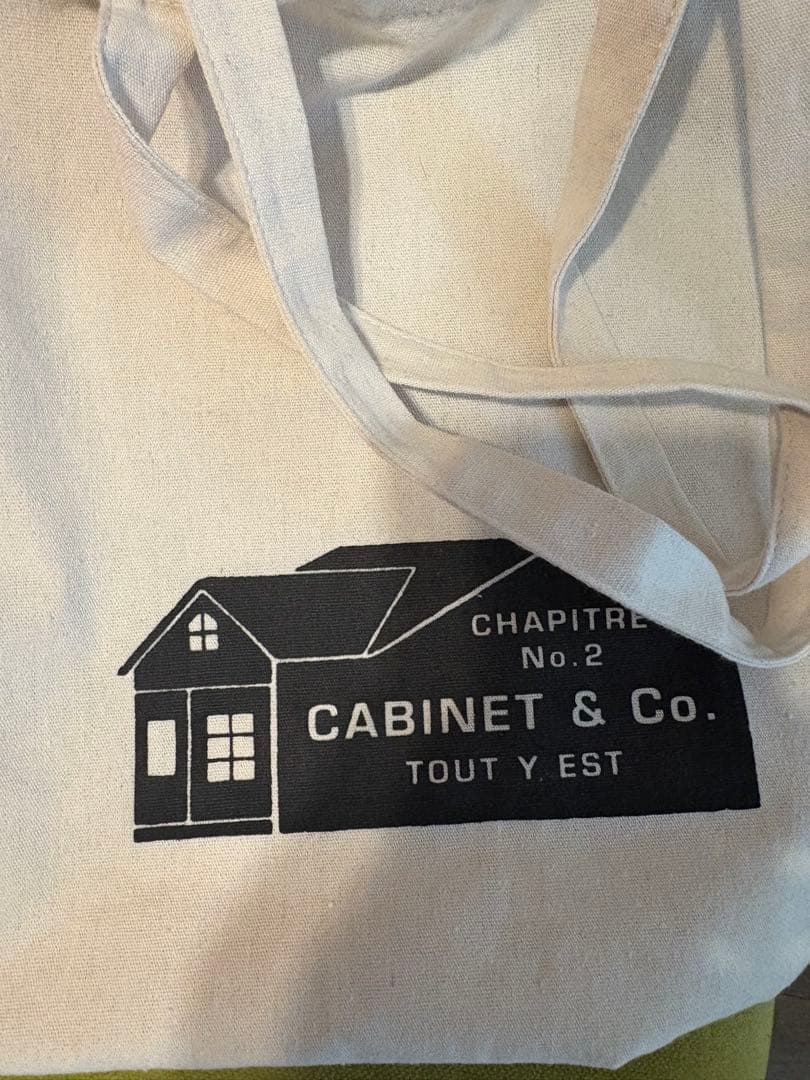 CHAPITRE
No.2
CABINET & Co.
TOUT Y EST